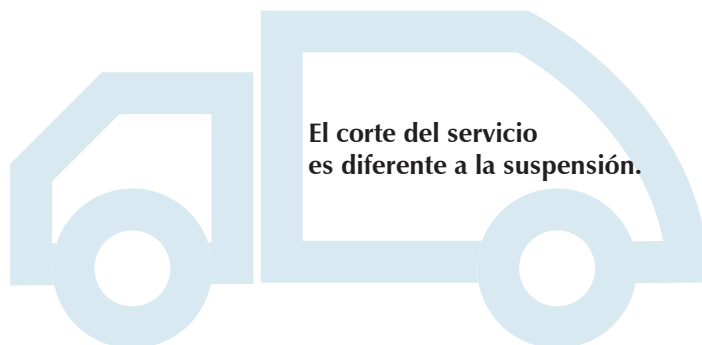 El corte del servicio
es diferente a la suspensión.